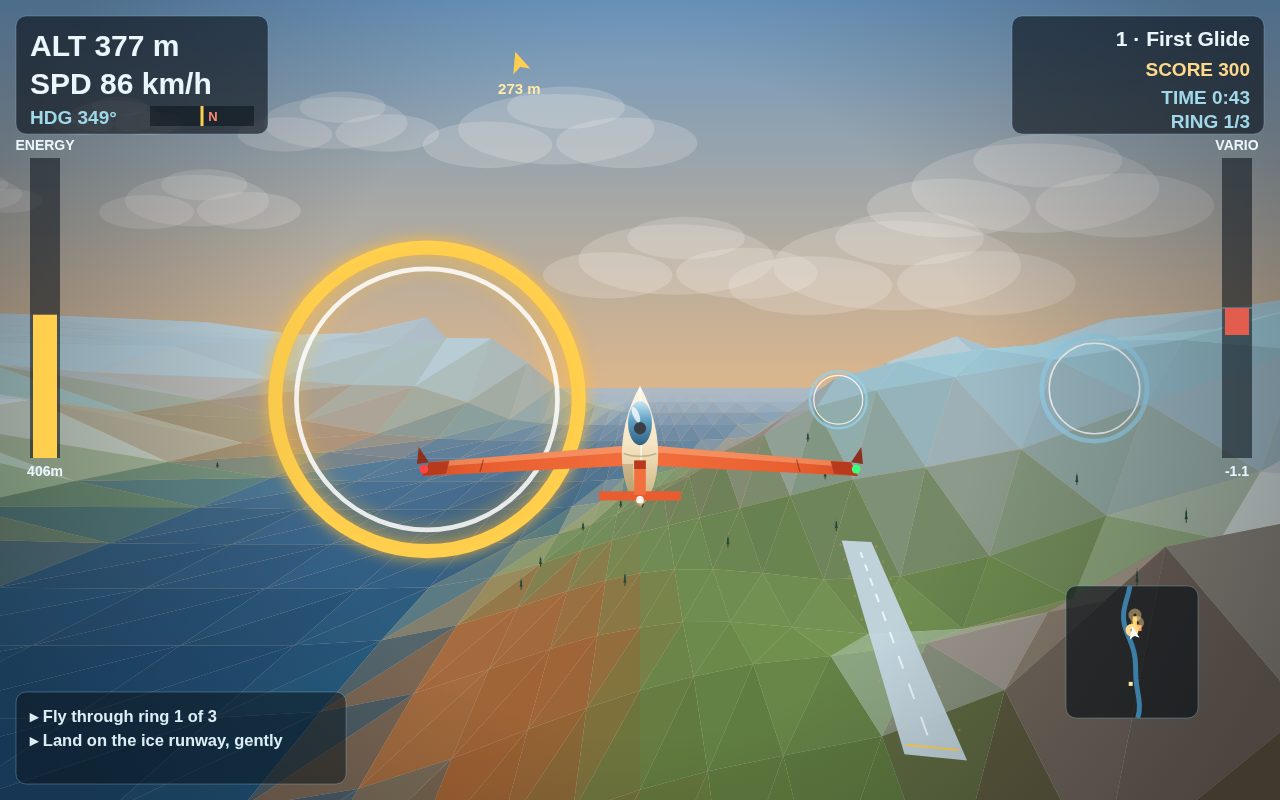 ALT 377 m
SPD 86 km/h
HDG 349°
N
273 m
1 · First Glide
SCORE 300
TIME 0:43
RING 1/3
ENERGY
406m
VARIO
-1.1
▸ Fly through ring 1 of 3
▸ Land on the ice runway, gently